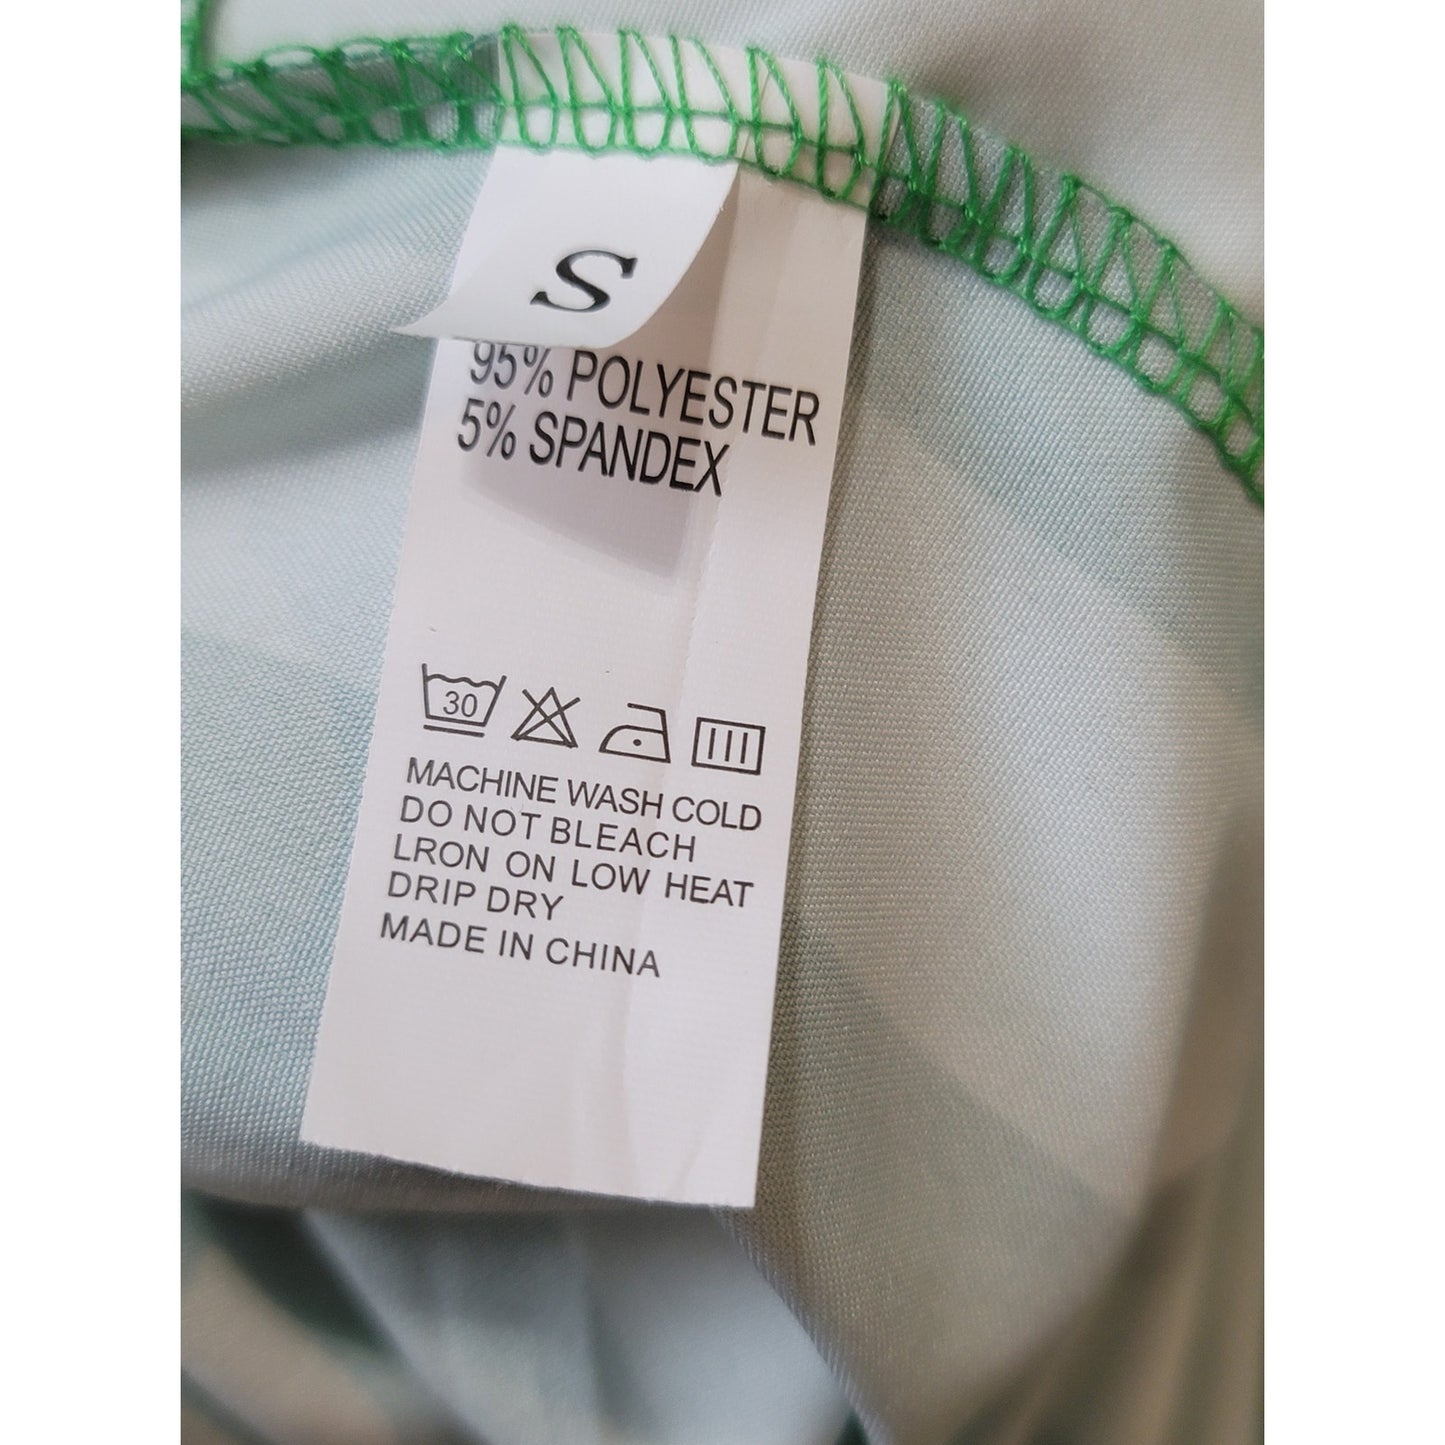 S
95% POLYESTER
5% SPANDEX
30
MACHINE WASH COLD
DO NOT BLEACH
LRON ON LOW HEAT
DRIP DRY
MADE IN CHINA